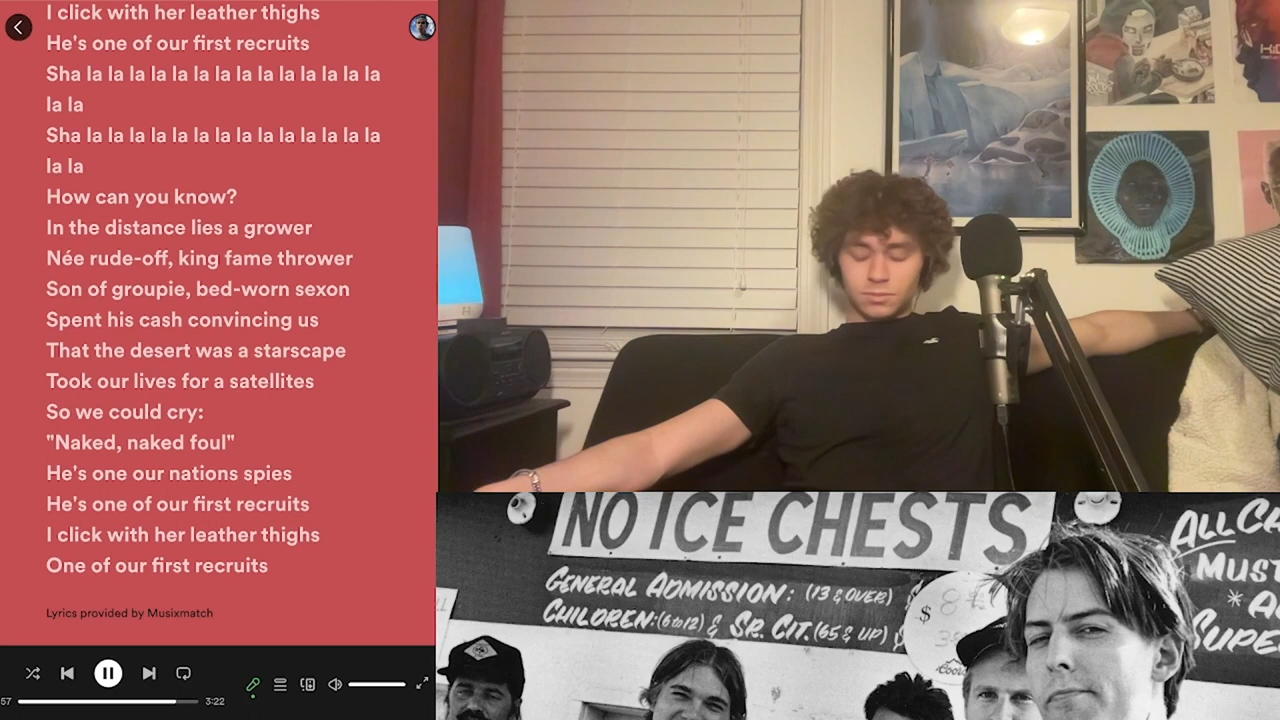 I click with her leather thighs
He's one of our first recruits
Sha la la la la la la la la la la la la la la
la la
Sha la la la la la la la la la la la la la la
la la
How can you know?
In the distance lies a grower
Née rude-off, king fame thrower
Son of groupie, bed-worn sexon
Spent his cash convincing us
That the desert was a starscape
Took our lives for a satellites
So we could cry:
"Naked, naked foul"
He's one our nations spies
He's one of our first recruits
I click with her leather thighs
One of our first recruits
Lyrics provided by Musixmatch
57
3:22
NO ICE CHESTS
GENERAL ADMISSION: (13 & OVER)
CHILDREN: (6 to 12) & SR. CIT. (65 & UP)
$
Coors
ALL CA
MUST
* A
SUPE